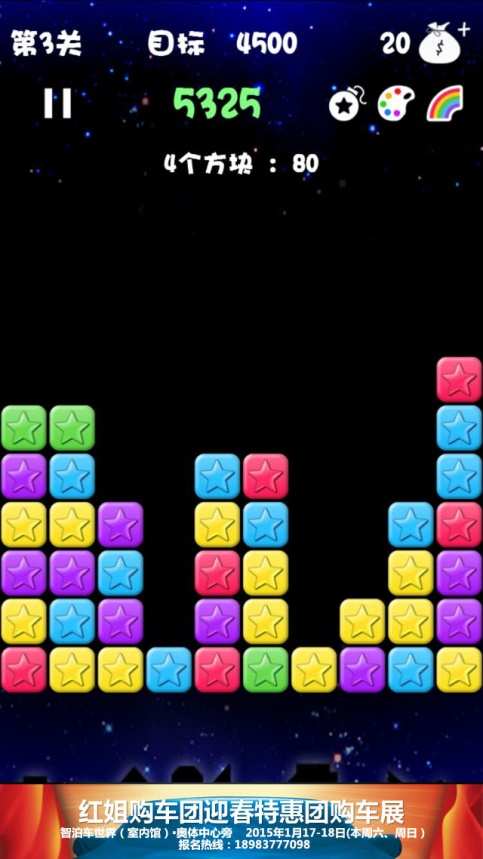 第3关 目标 4500 20
5325
4个方块 : 80
红姐购车团迎春特惠团购车展
智泊车世界（室内馆）•奥体中心旁 2015年1月17-18日(本周六、周日）
报名热线：18983777098